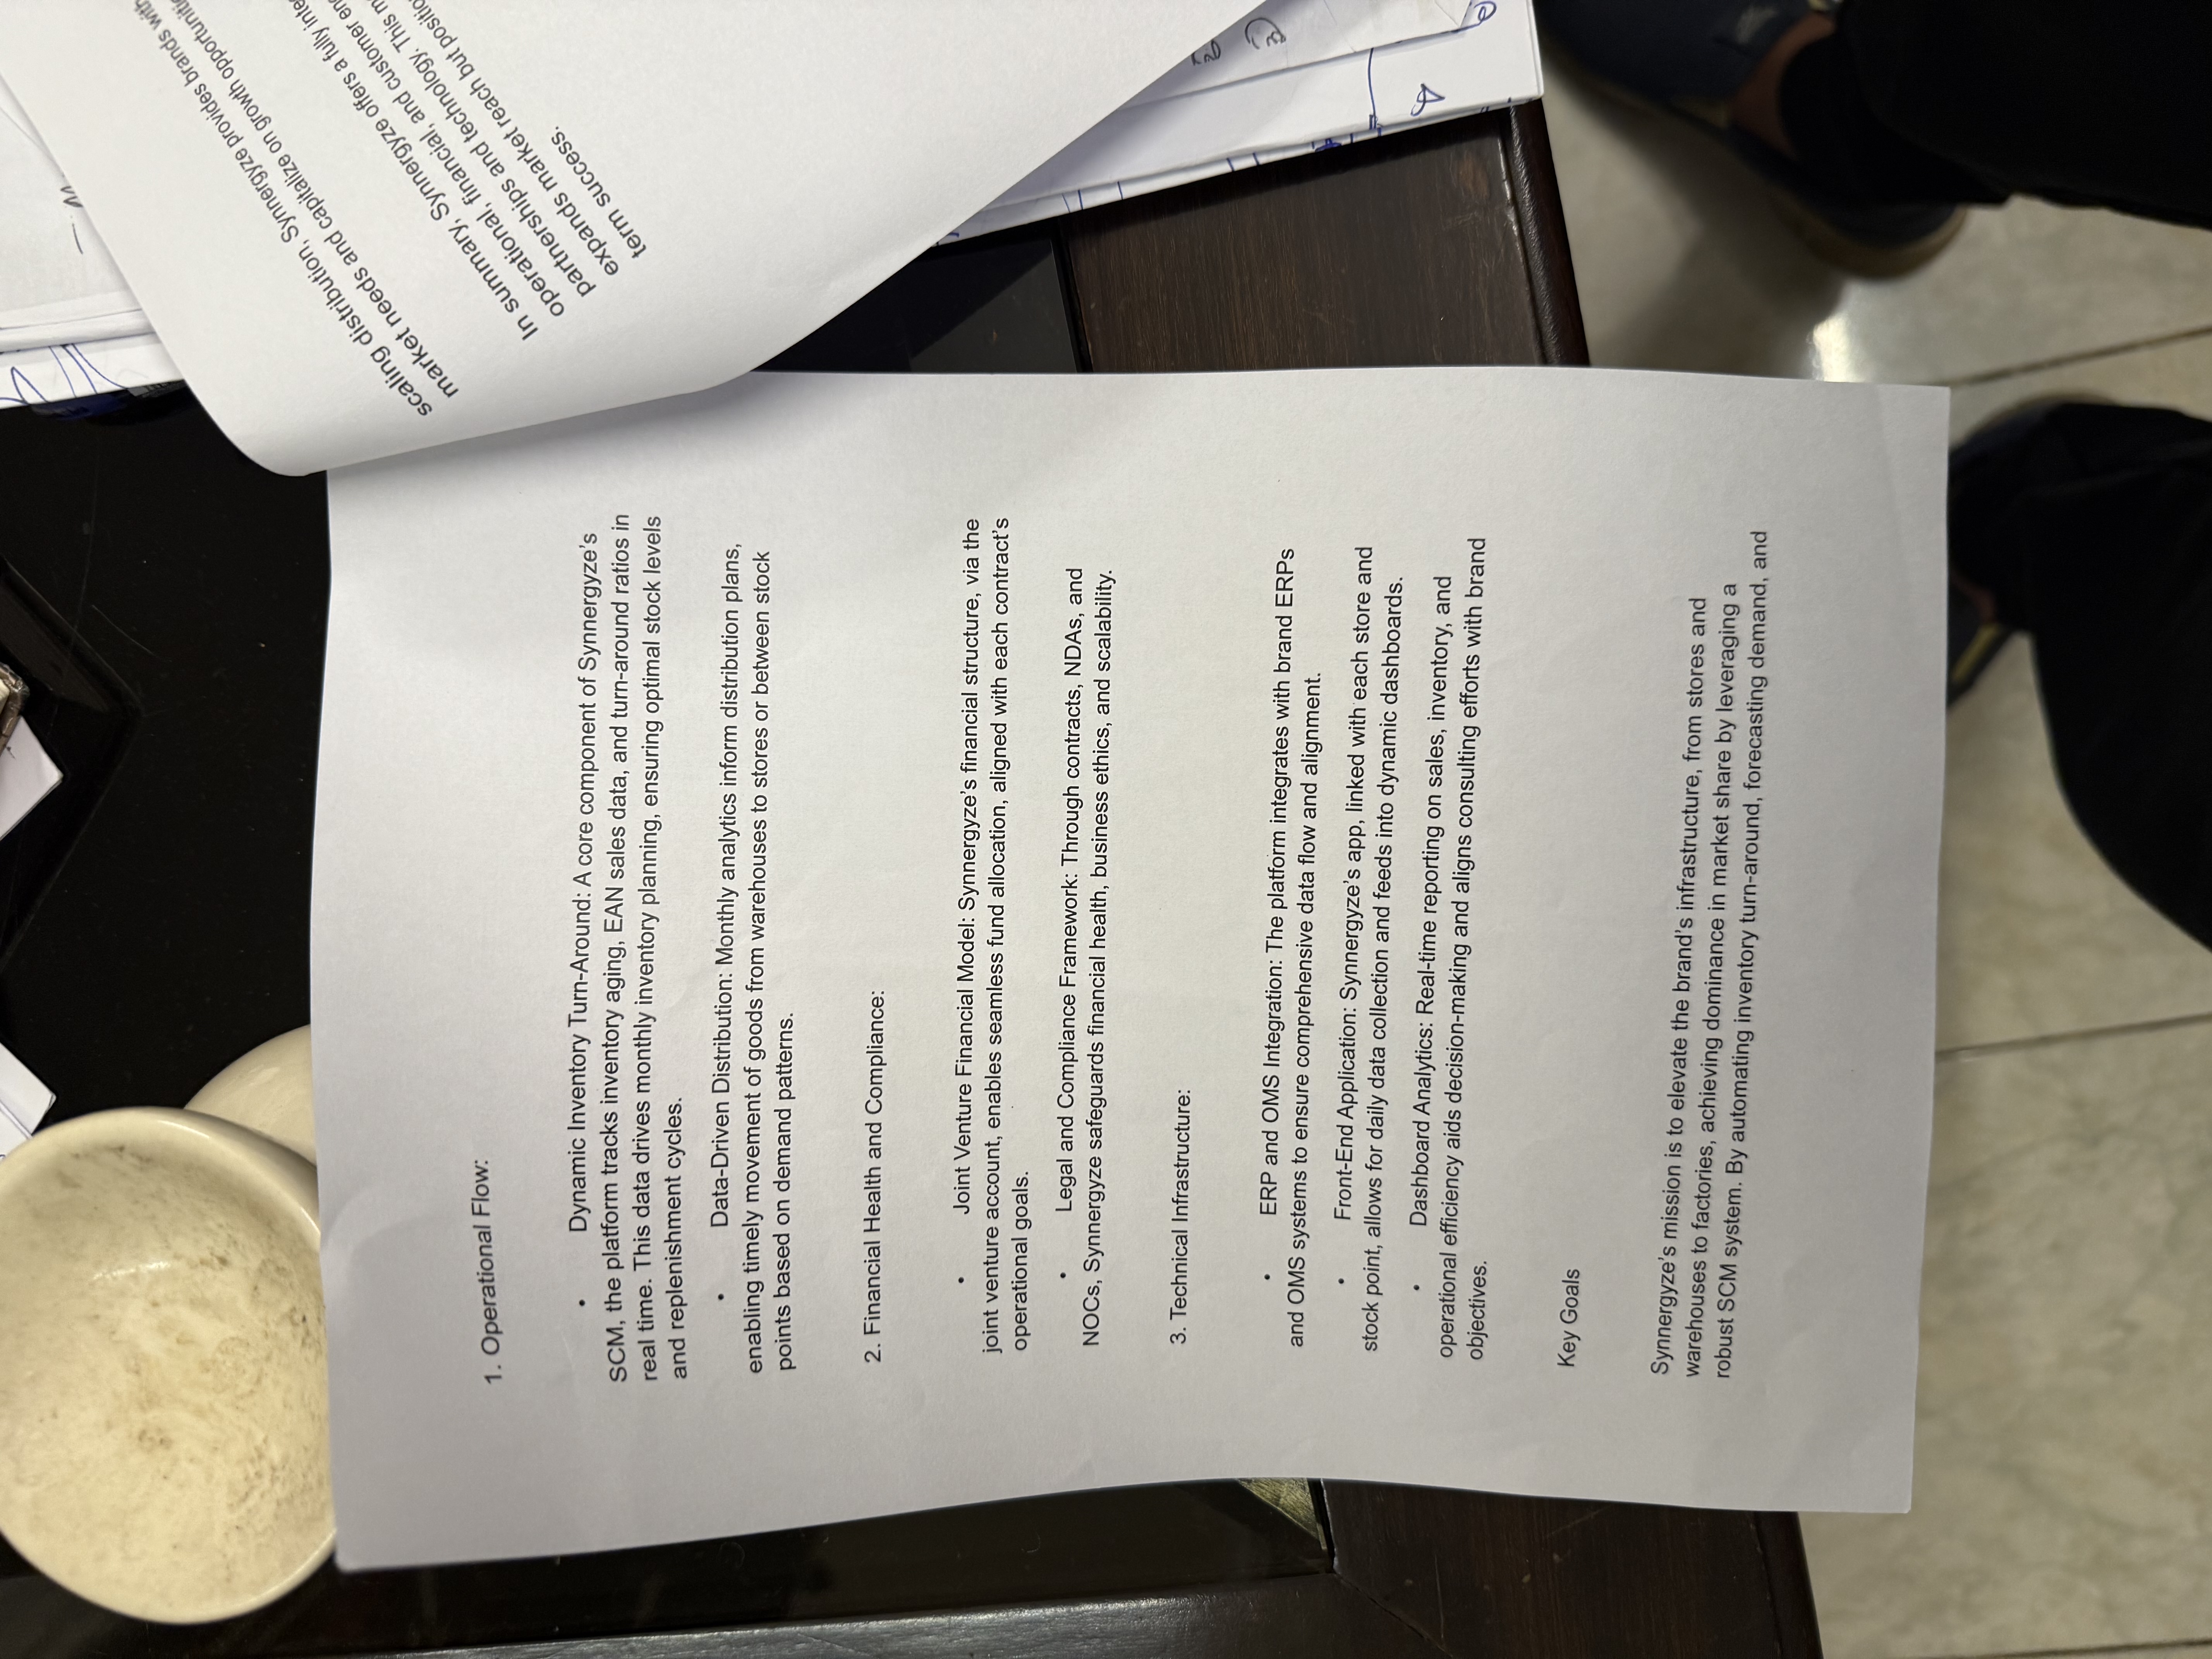 1. Operational Flow:
• Dynamic Inventory Turn-Around: A core component of Synnergyze's
SCM, the platform tracks inventory aging, EAN sales data, and turn-around ratios in
real time. This data drives monthly inventory planning, ensuring optimal stock levels
and replenishment cycles.
• Data-Driven Distribution: Monthly analytics inform distribution plans,
enabling timely movement of goods from warehouses to stores or between stock
points based on demand patterns.
2. Financial Health and Compliance:
• Joint Venture Financial Model: Synnergyze's financial structure, via the
joint venture account, enables seamless fund allocation, aligned with each contract's
operational goals.
• Legal and Compliance Framework: Through contracts, NDAs, and
NOCs, Synnergyze safeguards financial health, business ethics, and scalability.
3. Technical Infrastructure:
• ERP and OMS Integration: The platform integrates with brand ERPs
and OMS systems to ensure comprehensive data flow and alignment.
• Front-End Application: Synnergyze's app, linked with each store and
stock point, allows for daily data collection and feeds into dynamic dashboards.
• Dashboard Analytics: Real-time reporting on sales, inventory, and
operational efficiency aids decision-making and aligns consulting efforts with brand
objectives.
Key Goals
Synnergyze's mission is to elevate the brand's infrastructure, from stores and
warehouses to factories, achieving dominance in market share by leveraging a
robust SCM system. By automating inventory turn-around, forecasting demand, and
scaling distribution, Synnergyze provides brands with
market needs and capitalize on growth
In summary, Synnergyze offers a fully
operational, financial, and customer
partnerships and technology. This
expands market reach but
term success.